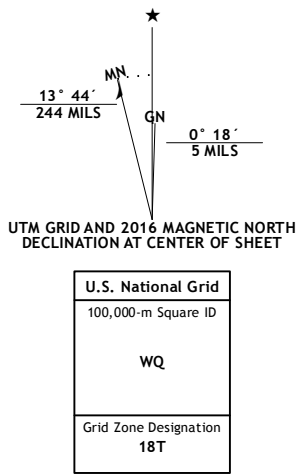 MN
13° 44´
244 MILS
GN
0° 18´
5 MILS
UTM GRID AND 2016 MAGNETIC NORTH
DECLINATION AT CENTER OF SHEET
U.S. National Grid
100,000-m Square ID
WQ
Grid Zone Designation
18T